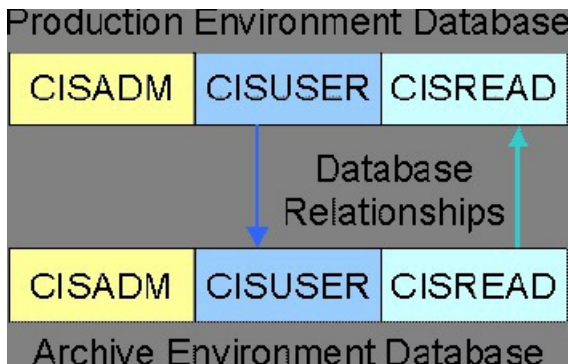 Production Environment Database
CISADM CISUSER CISREAD
Database
Relationships
CISADM CISUSER CISREAD
Archive Environment Database